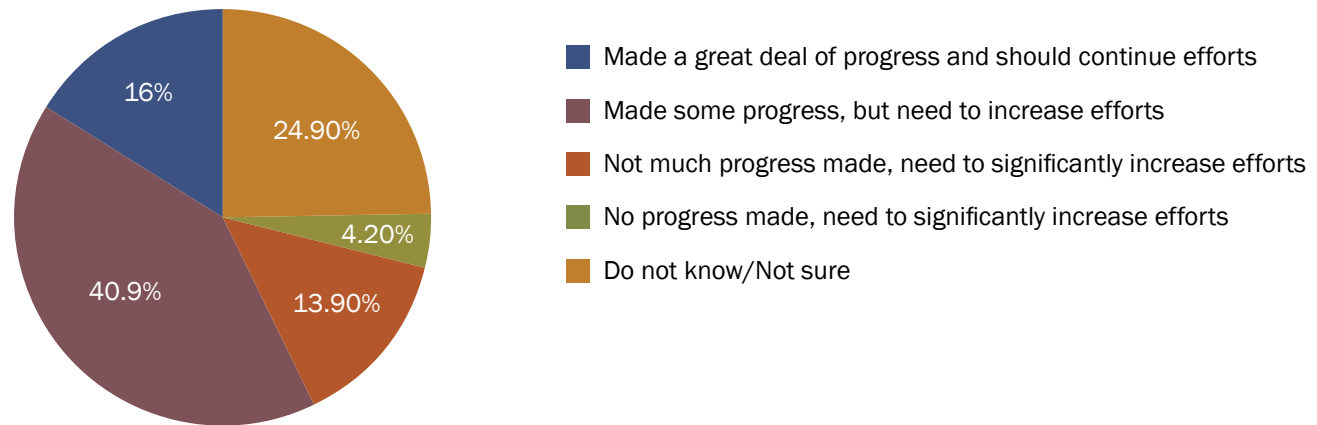 16%
24.90%
4.20%
13.90%
40.9%
Made a great deal of progress and should continue efforts
Made some progress, but need to increase efforts
Not much progress made, need to significantly increase efforts
No progress made, need to significantly increase efforts
Do not know/Not sure